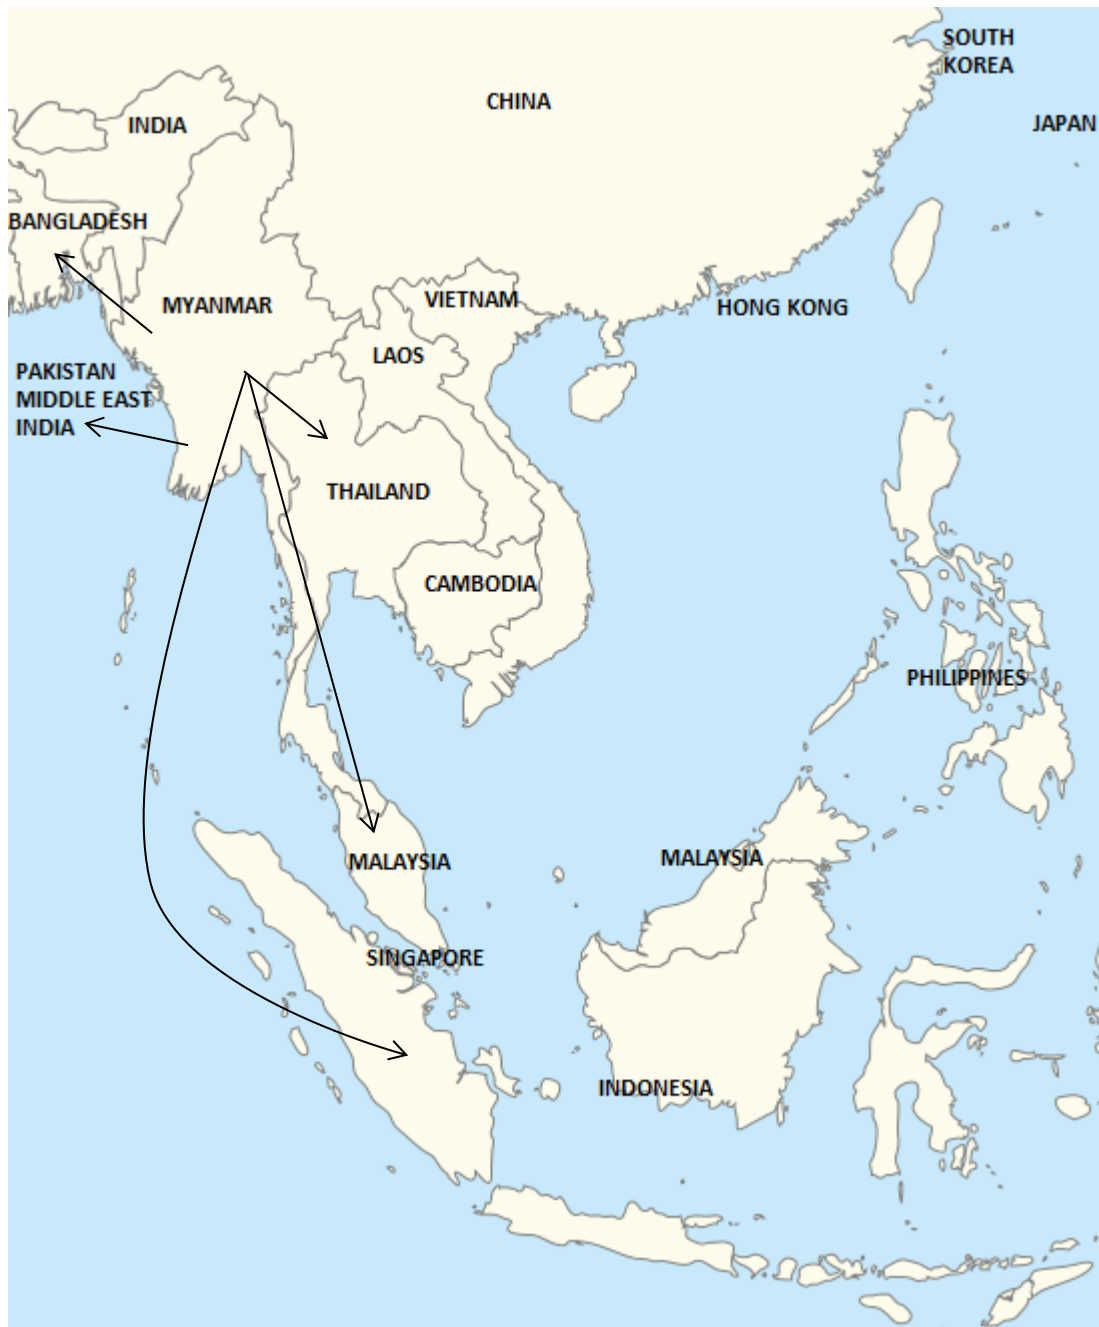 SOUTH
KOREA
CHINA
JAPAN
INDIA
BANGLADESH
MYANMAR
VIETNAM
HONG KONG
LAOS
PAKISTAN
MIDDLE EAST
INDIA
THAILAND
CAMBODIA
PHILIPPINES
MALAYSIA
MALAYSIA
SINGAPORE
INDONESIA